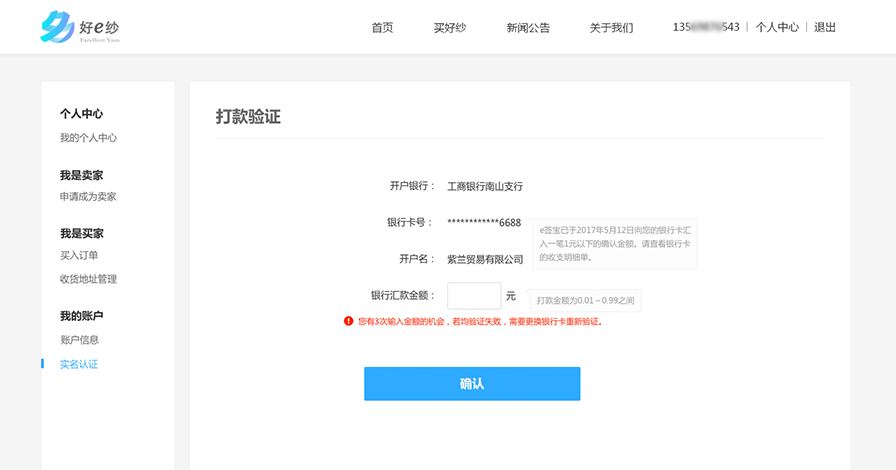 好e纱
Excellent Yarn
首页 买好纱 新闻公告 关于我们 135 543 | 个人中心 | 退出
个人中心
我的个人中心
我是卖家
申请成为卖家
我是买家
买入订单
收货地址管理
我的账户
账户信息
实名认证
打款验证
开户银行： 工商银行南山支行
银行卡号： ************6688
e签宝已于2017年5月12日向您的银行卡汇
入一笔1元以下的确认金额。请查看银行卡
的收支明细单。
开户名： 紫兰贸易有限公司
银行汇款金额： 元
打款金额为0.01－0.99之间
您有3次输入金额的机会，若均验证失败，需要更换银行卡重新验证。
确认